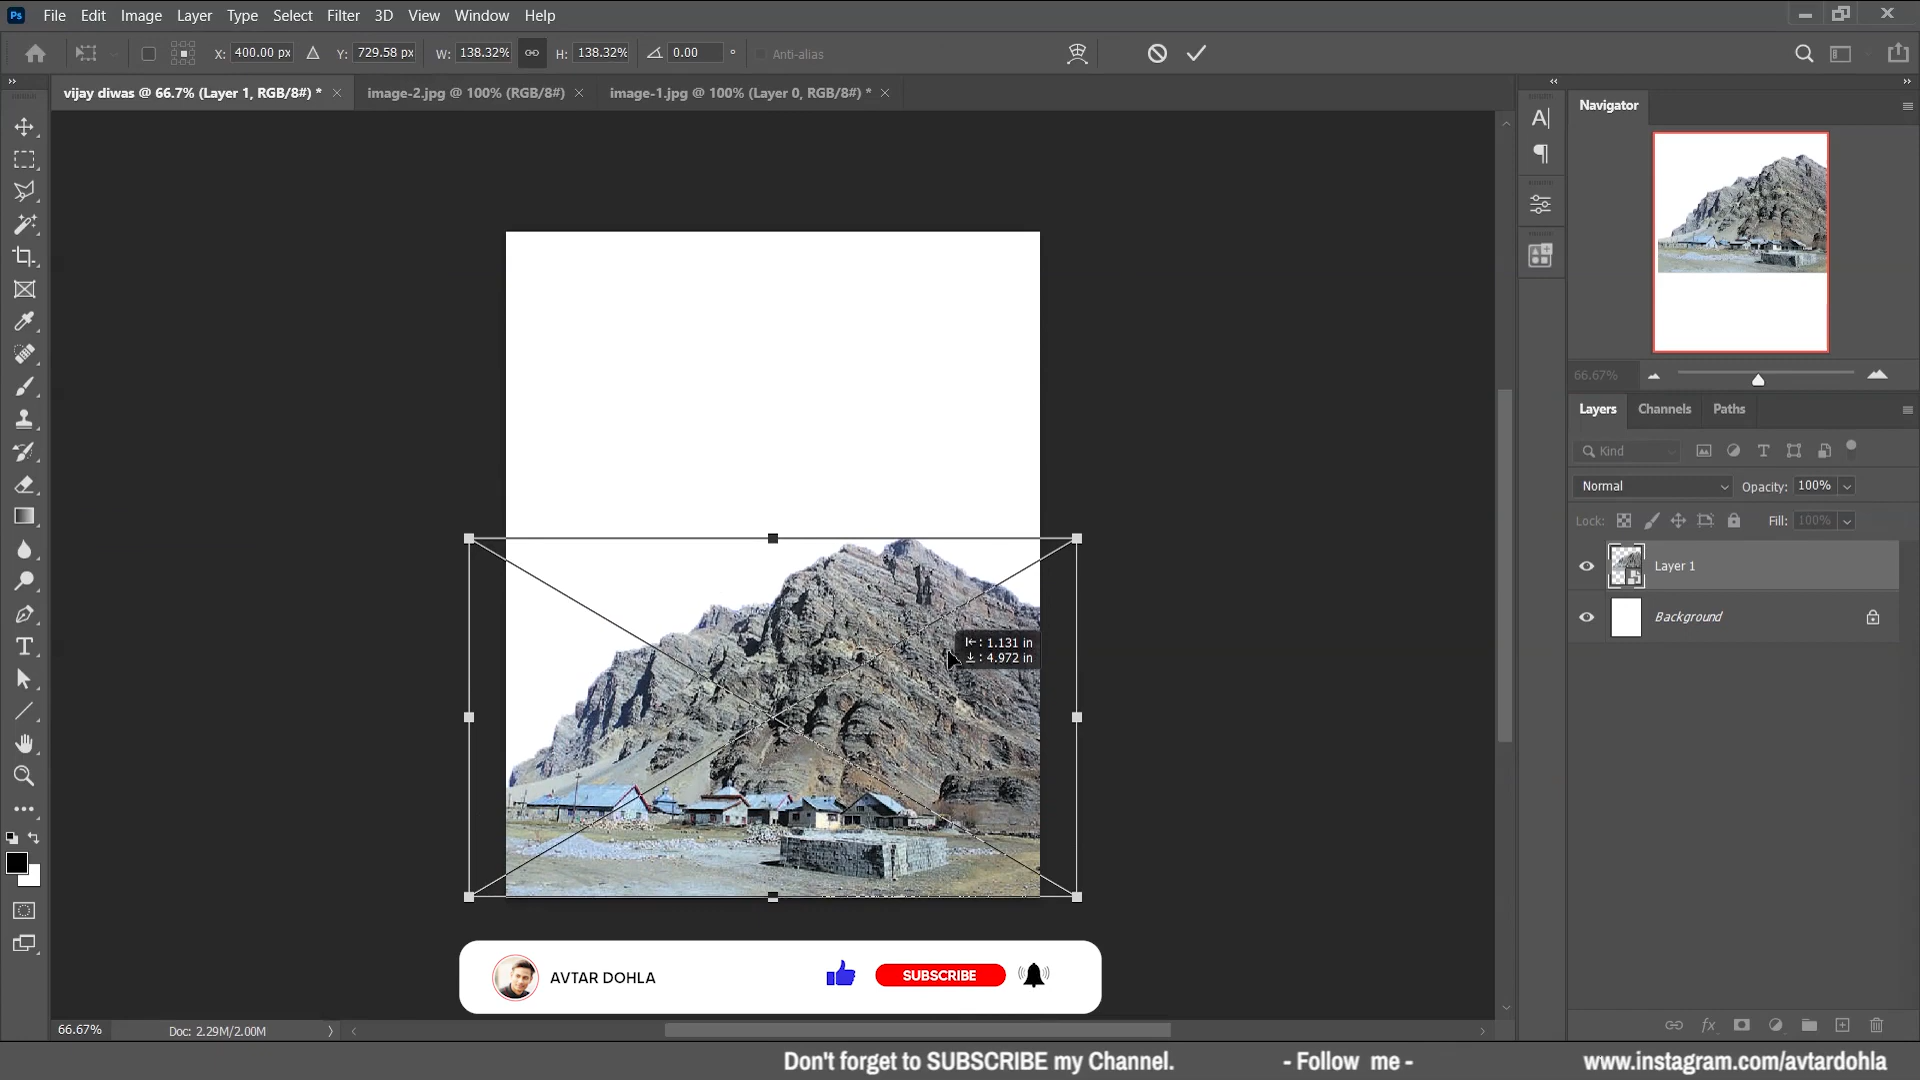 Ps File Edit Image Layer Type Select Filter 3D View Window Help
X: 400.00 px Y: 729.58 px W: 138.32% H: 138.32% 0.00 ° Anti-alias
vijay diwas @ 66.7% (Layer 1, RGB/8#) * image-2.jpg @ 100% (RGB/8#) image-1.jpg @ 100% (Layer 0, RGB/8#) *
Navigator
66.67%
Layers Channels Paths
Kind
Normal Opacity: 100%
Lock: Fill: 100%
Layer 1
Background
1.131 in
4.972 in
AVTAR DOHLA SUBSCRIBE
66.67% Doc: 2.29M/2.00M
Don't forget to SUBSCRIBE my Channel. - Follow me - www.instagram.com/avtardohla